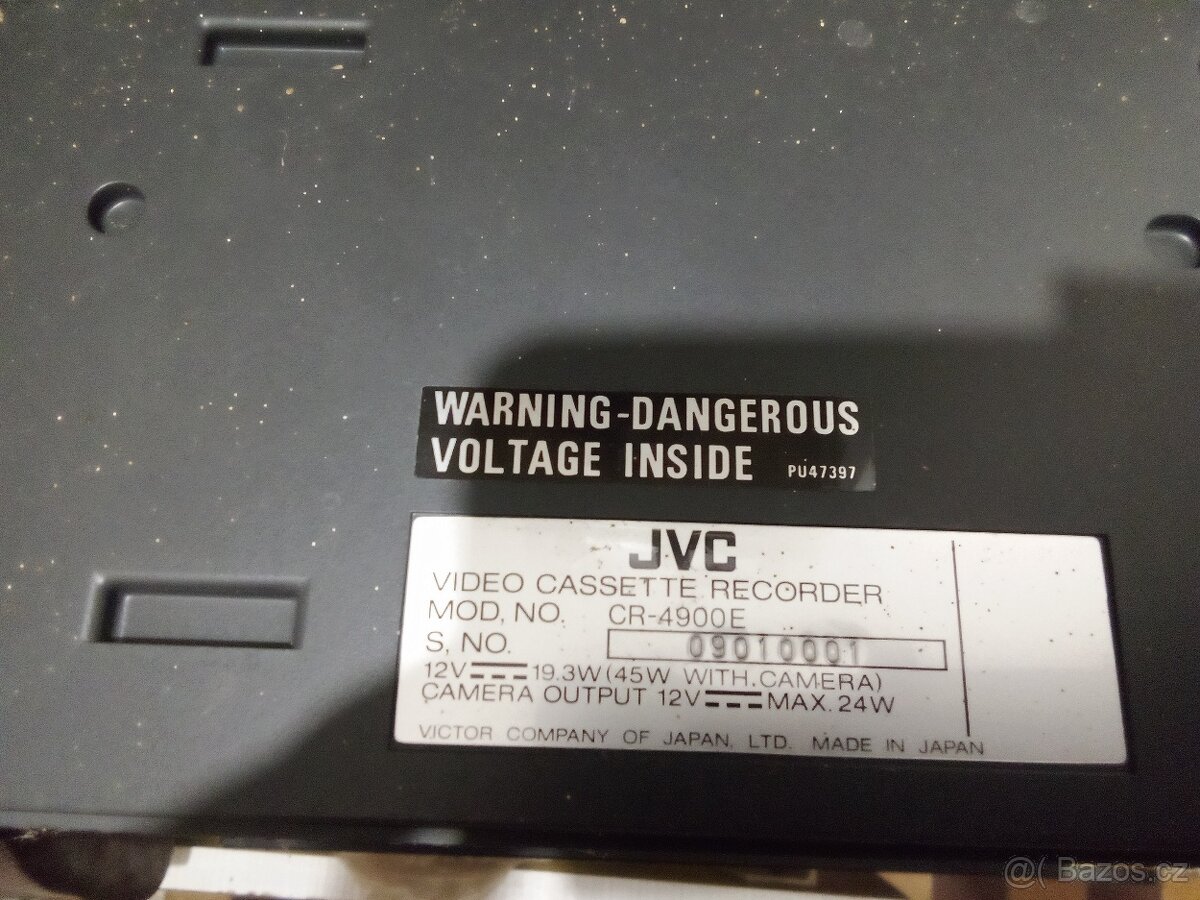 WARNING-DANGEROUS
VOLTAGE INSIDE PU47397
JVC
VIDEO CASSETTE RECORDER
MOD, NO. CR-4900E
S, NO. 09010001
12V⎓19.3W(45W WITH.CAMERA)
CAMERA OUTPUT 12V⎓MAX.24W
VICTOR COMPANY OF JAPAN, LTD. MADE IN JAPAN
@( Bazos.cz